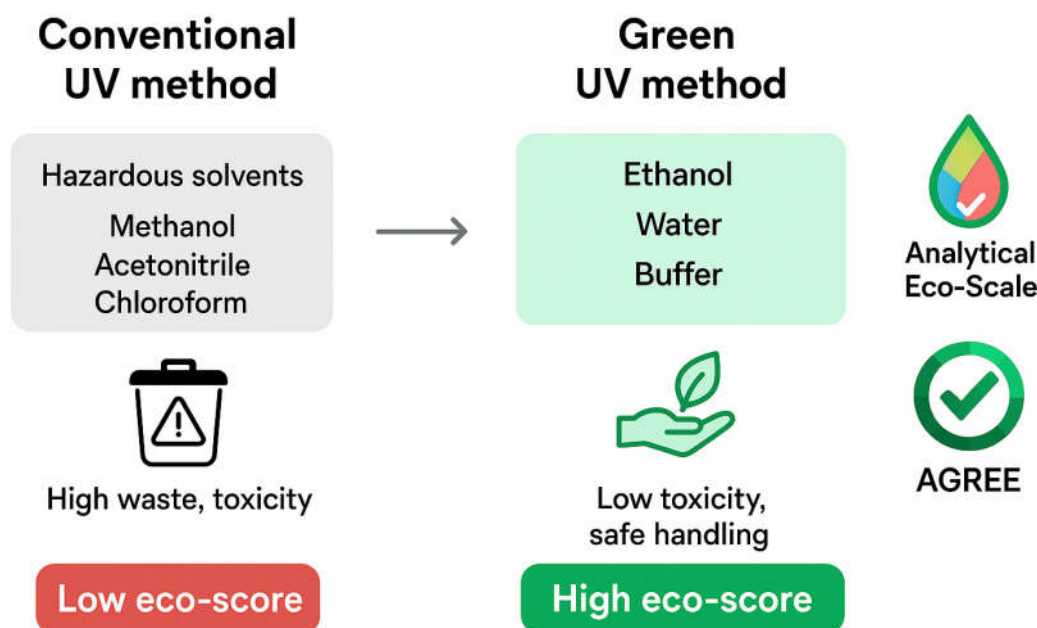 Conventional
UV method
Hazardous solvents
Methanol
Acetonitrile
Chloroform
High waste, toxicity
Low eco-score
Green
UV method
Ethanol
Water
Buffer
Low toxicity,
safe handling
High eco-score
Analytical
Eco-Scale
AGREE